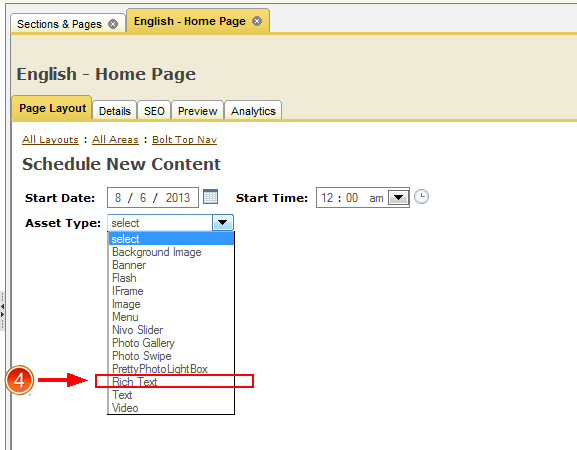 Sections & Pages English - Home Page
English - Home Page
Page Layout Details SEO Preview Analytics
All Layouts : All Areas : Bolt Top Nav
Schedule New Content
Start Date: 8 / 6 / 2013 Start Time: 12 : 00 am
Asset Type: select
select
Background Image
Banner
Flash
IFrame
Image
Menu
Nivo Slider
Photo Gallery
Photo Swipe
PrettyPhotoLightBox
4 Rich Text
Text
Video